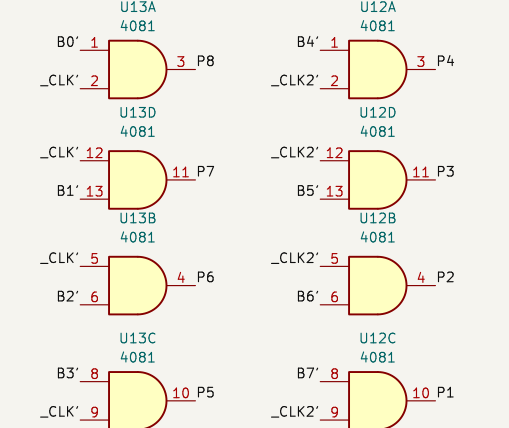 U13A
4081
B0′ 1
3 P8
_CLK′ 2
U12A
4081
B4′ 1
3 P4
_CLK2′ 2
U13D
4081
_CLK′ 12
11 P7
B1′ 13
U12D
4081
_CLK2′ 12
11 P3
B5′ 13
U13B
4081
_CLK′ 5
4 P6
B2′ 6
U12B
4081
_CLK2′ 5
4 P2
B6′ 6
U13C
4081
B3′ 8
10 P5
_CLK′ 9
U12C
4081
B7′ 8
10 P1
_CLK2′ 9